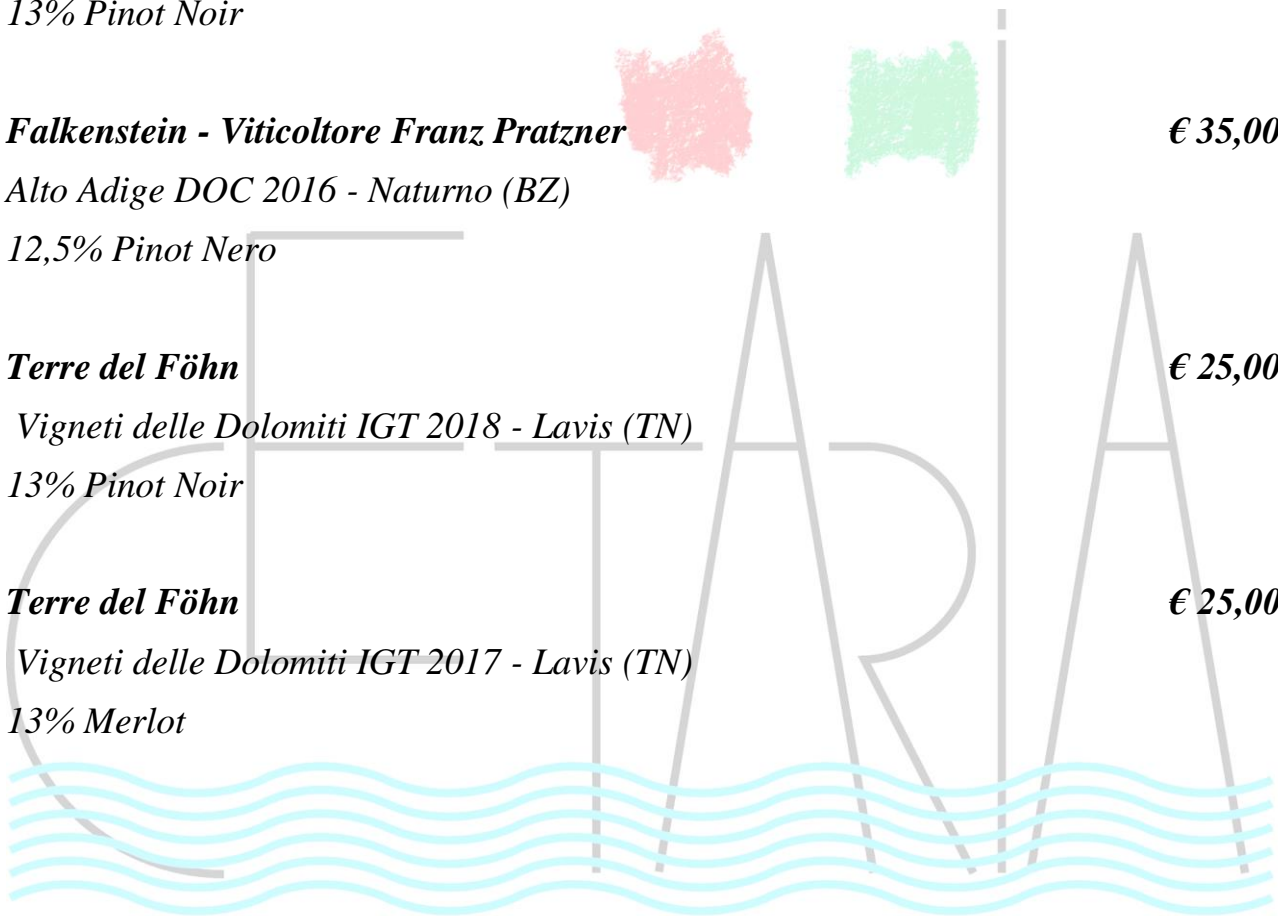 13% Pinot Noir
Falkenstein - Viticoltore Franz Pratzner € 35,00
Alto Adige DOC 2016 - Naturno (BZ)
12,5% Pinot Nero
Terre del Föhn € 25,00
Vigneti delle Dolomiti IGT 2018 - Lavis (TN)
13% Pinot Noir
Terre del Föhn € 25,00
Vigneti delle Dolomiti IGT 2017 - Lavis (TN)
13% Merlot
CETARIA